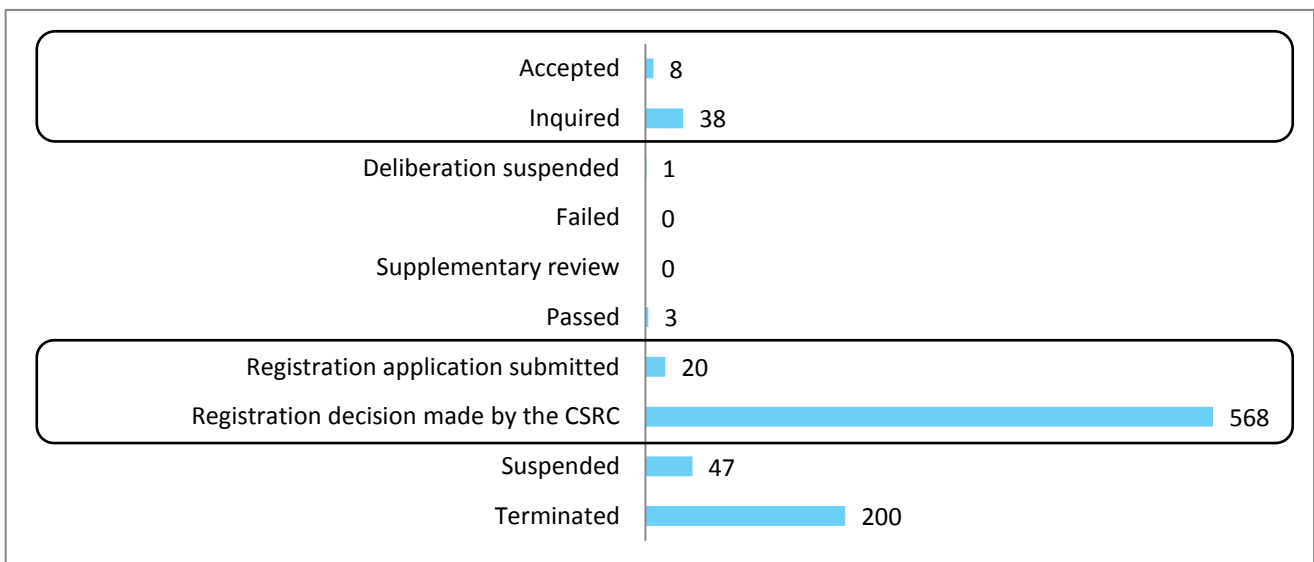 Accepted 8
Inquired 38
Deliberation suspended 1
Failed 0
Supplementary review 0
Passed 3
Registration application submitted 20
Registration decision made by the CSRC 568
Suspended 47
Terminated 200